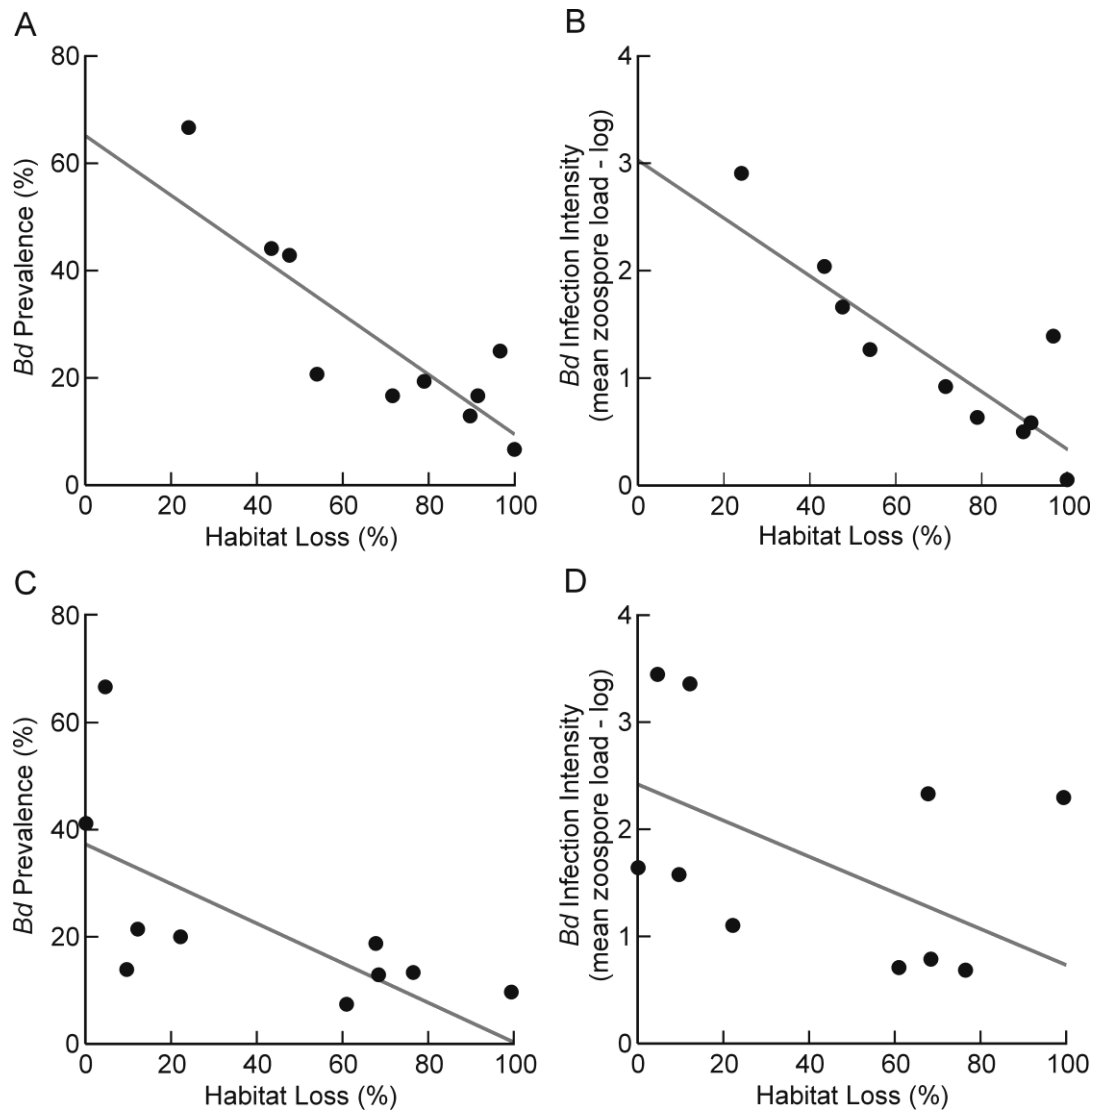 A
80
60
40
20
0
Bd Prevalence (%)
0 20 40 60 80 100
Habitat Loss (%)
B
4
3
2
1
0
Bd Infection Intensity
(mean zoospore load - log)
0 20 40 60 80 100
Habitat Loss (%)
C
80
60
40
20
0
Bd Prevalence (%)
0 20 40 60 80 100
Habitat Loss (%)
D
4
3
2
1
0
Bd Infection Intensity
(mean zoospore load - log)
0 20 40 60 80 100
Habitat Loss (%)